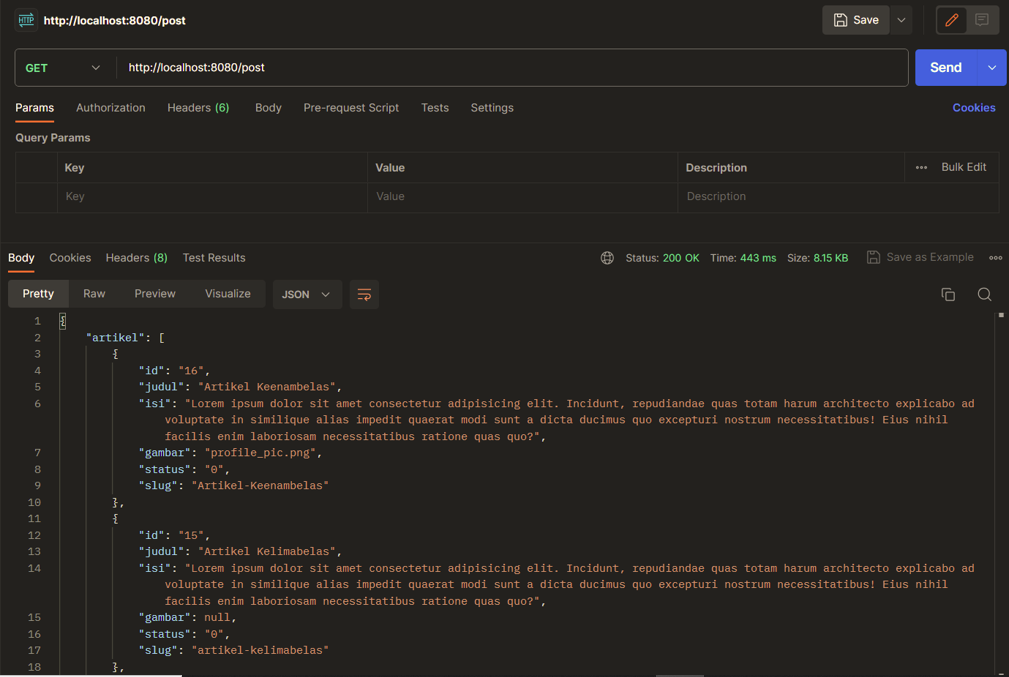 HTTP http://localhost:8080/post Save
GET http://localhost:8080/post Send
Params Authorization Headers (6) Body Pre-request Script Tests Settings Cookies
Query Params
Key Value Description ••• Bulk Edit
Key Value Description
Body Cookies Headers (8) Test Results Status: 200 OK Time: 443 ms Size: 8.15 KB Save as Example •••
Pretty Raw Preview Visualize JSON
1 {
2 "artikel": [
3 {
4 "id": "16",
5 "judul": "Artikel Keenambelas",
6 "isi": "Lorem ipsum dolor sit amet consectetur adipisicing elit. Incidunt, repudiandae quas totam harum architecto explicabo ad
voluptate in similique alias impedit quaerat modi sunt a dicta ducimus quo excepturi nostrum necessitatibus! Eius nihil
facilis enim laboriosam necessitatibus ratione quas quo?",
7 "gambar": "profile_pic.png",
8 "status": "0",
9 "slug": "Artikel-Keenambelas"
10 },
11 {
12 "id": "15",
13 "judul": "Artikel Kelimabelas",
14 "isi": "Lorem ipsum dolor sit amet consectetur adipisicing elit. Incidunt, repudiandae quas totam harum architecto explicabo ad
voluptate in similique alias impedit quaerat modi sunt a dicta ducimus quo excepturi nostrum necessitatibus! Eius nihil
facilis enim laboriosam necessitatibus ratione quas quo?",
15 "gambar": null,
16 "status": "0",
17 "slug": "artikel-kelimabelas"
18 },